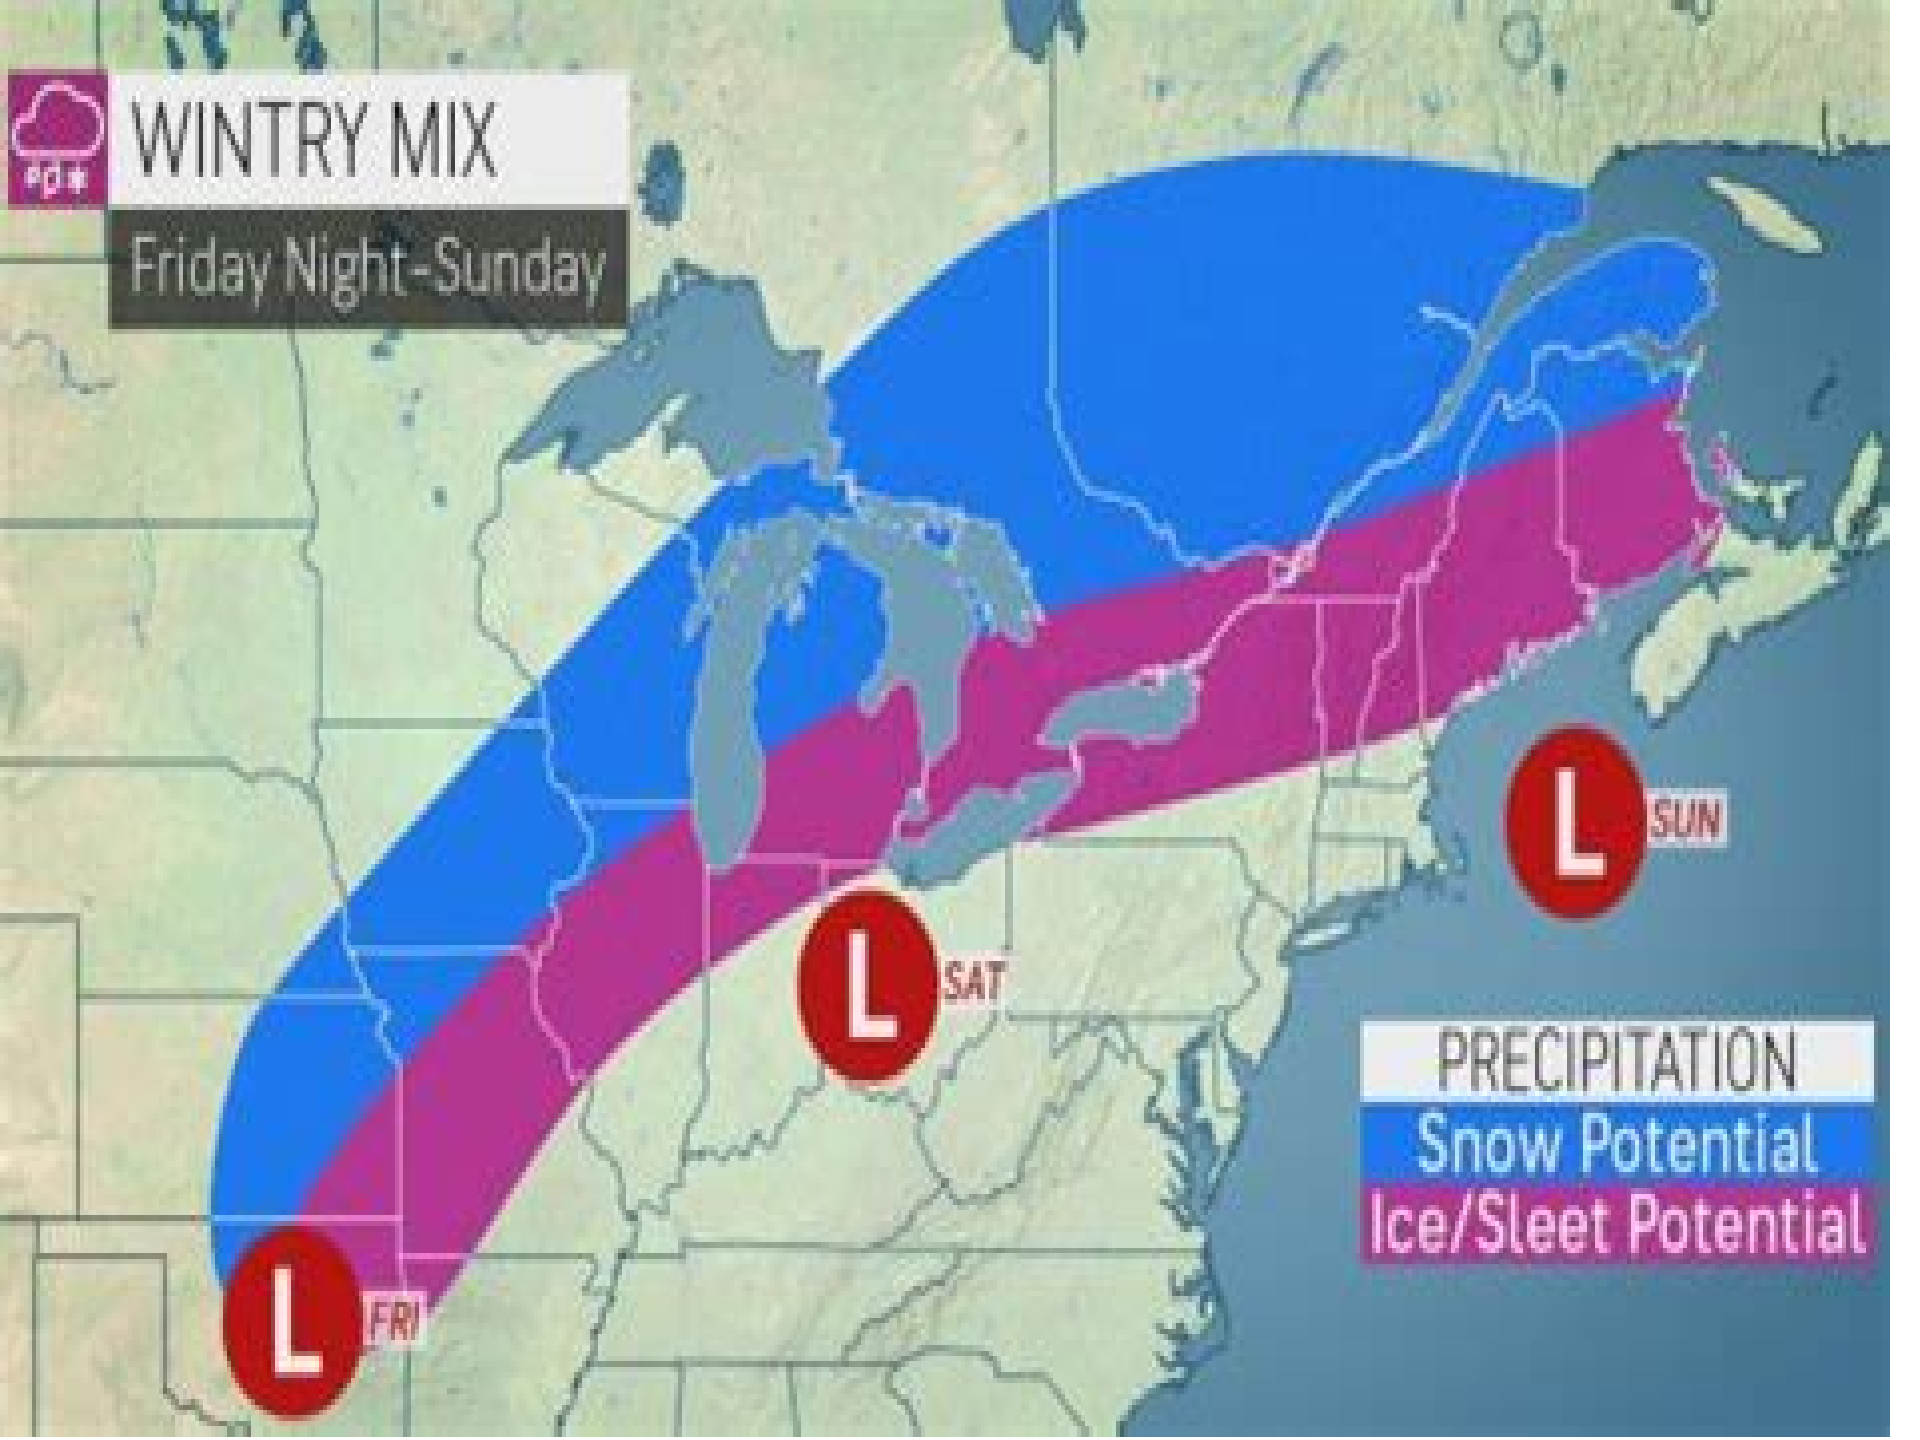 WINTRY MIX
Friday Night-Sunday
L
SUN
L
SAT
PRECIPITATION
Snow Potential
Ice/Sleet Potential
L
FRI